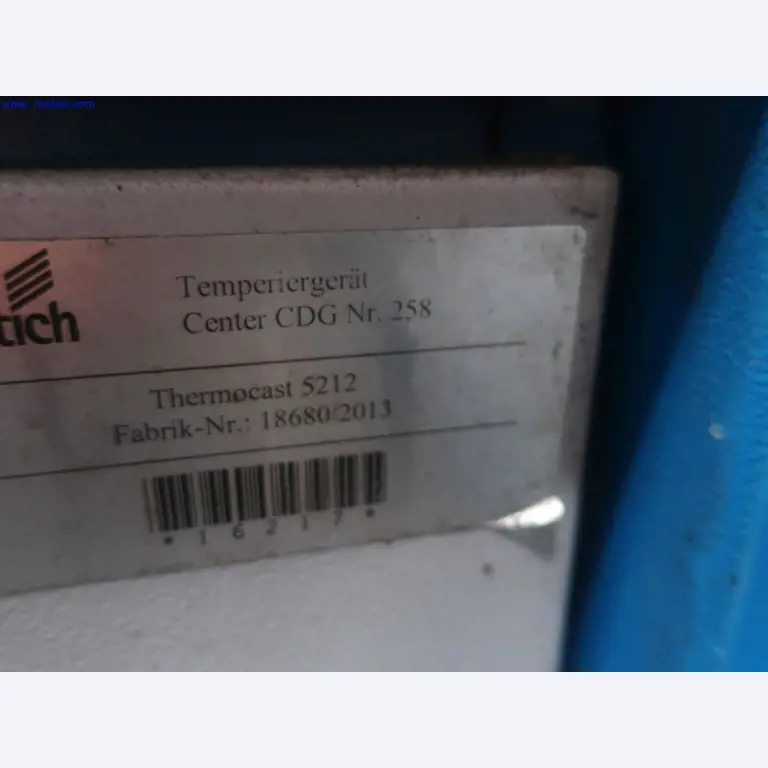 tich
Temperiergerät
Center CDG Nr. 258
Thermocast 5212
Fabrik-Nr.: 18680/2013
*16217*